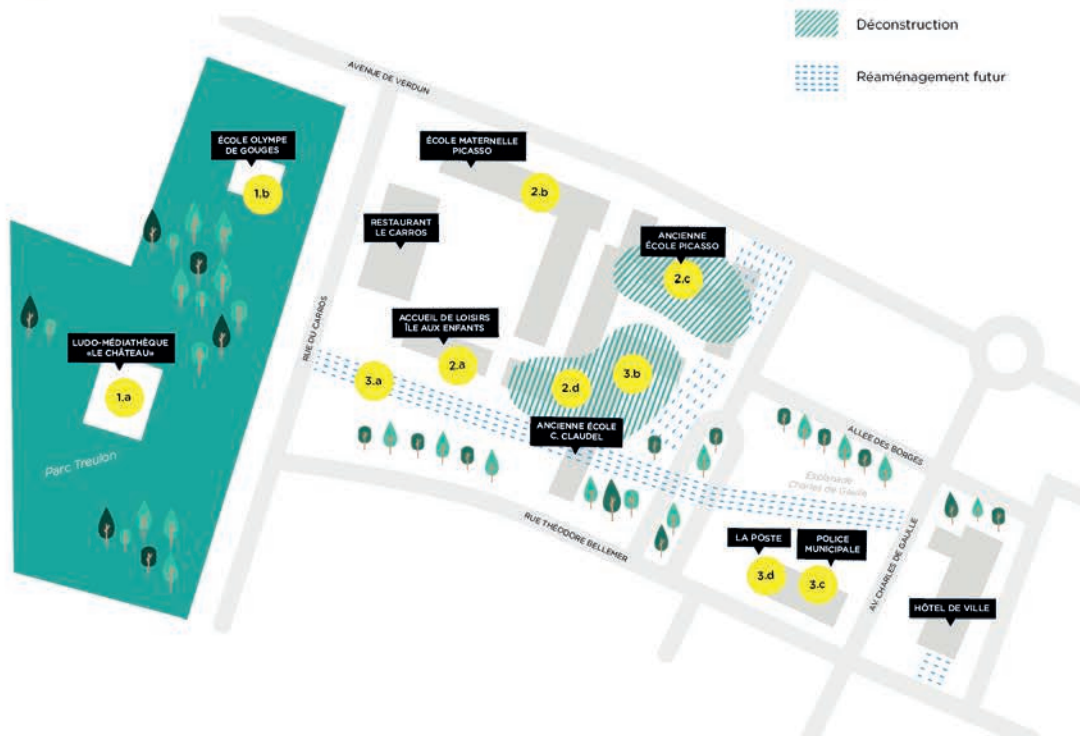 Déconstruction
Réaménagement futur
AVENUE DE VERDUN
ÉCOLE OLYMPE
DE GOUGES
1.b
ÉCOLE MATERNELLE
PICASSO
2.b
RESTAURANT
LE CARROS
ANCIENNE
ÉCOLE PICASSO
2.c
RUE DU CARROS
ACCUEIL DE LOISIRS
ÎLE AUX ENFANTS
2.a
LUDO-MÉDIATHÈQUE
«LE CHÂTEAU»
1.a
3.a
2.d
3.b
ANCIENNE ÉCOLE
C. CLAUDEL
Parc Treulon
ALLEE DES BORGES
Esplanade
Charles de Gaulle
RUE THÉODORE BELLEMER
LA POSTE
3.d
POLICE
MUNICIPALE
3.c
AV. CHARLES DE GAULLE
HÔTEL DE VILLE